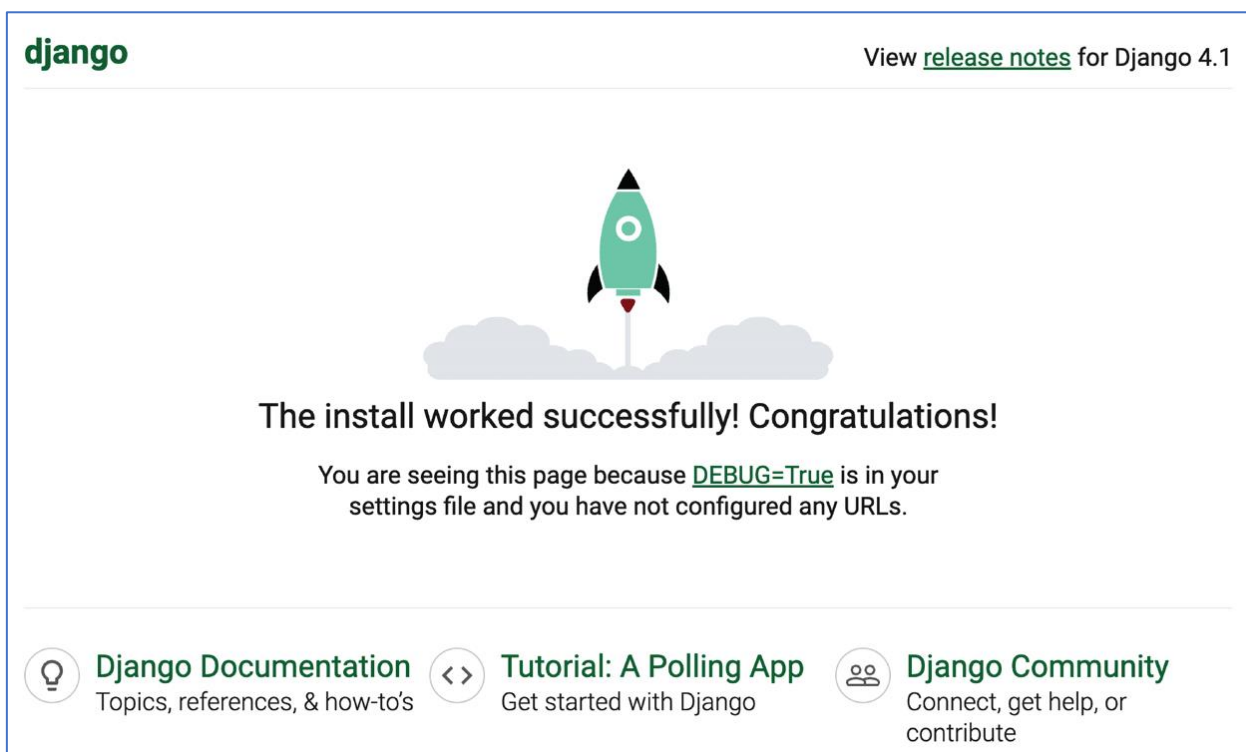 django
View release notes for Django 4.1
The install worked successfully! Congratulations!
You are seeing this page because DEBUG=True is in your
settings file and you have not configured any URLs.
Django Documentation
Topics, references, & how-to's
Tutorial: A Polling App
Get started with Django
Django Community
Connect, get help, or
contribute